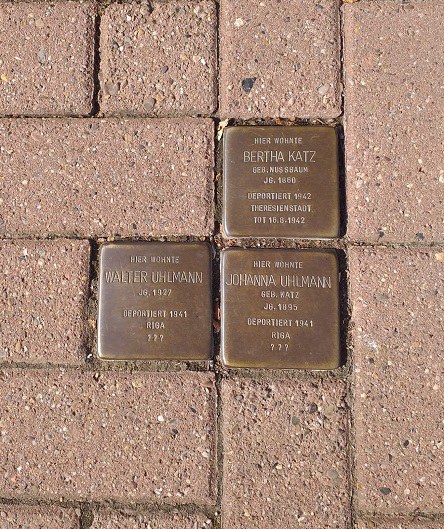 HIER WOHNTE
BERTHA KATZ
GEB. NUSSBAUM
JG. 1860
DEPORTIERT 1942
THERESIENSTADT
TOT 16.8.1942
HIER WOHNTE
WALTER UHLMANN
JG. 1927
DEPORTIERT 1941
RIGA
? ? ?
HIER WOHNTE
JOHANNA UHLMANN
GEB. KATZ
JG. 1895
DEPORTIERT 1941
RIGA
? ? ?